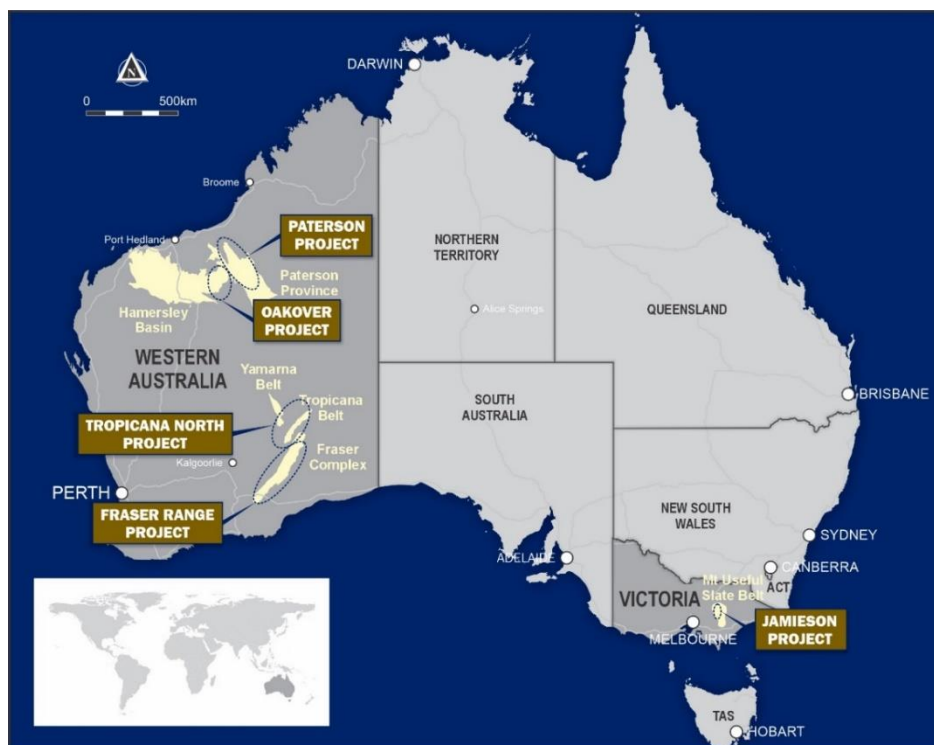 DARWIN
N
0 500km
Broome
PATERSON
PROJECT
Port Hedland
NORTHERN
TERRITORY
Paterson
Province
Alice Springs
QUEENSLAND
Hamersley
Basin
OAKOVER
PROJECT
WESTERN
AUSTRALIA
Yamarna
Belt
Tropicana
Belt
SOUTH
AUSTRALIA
BRISBANE
TROPICANA NORTH
PROJECT
Fraser
Complex
Kalgoorlie
PERTH
FRASER RANGE
PROJECT
NEW SOUTH
WALES
SYDNEY
ADELAIDE
CANBERRA
ACT
Mt Useful
Slate Belt
VICTORIA
MELBOURNE
JAMIESON
PROJECT
TAS
HOBART